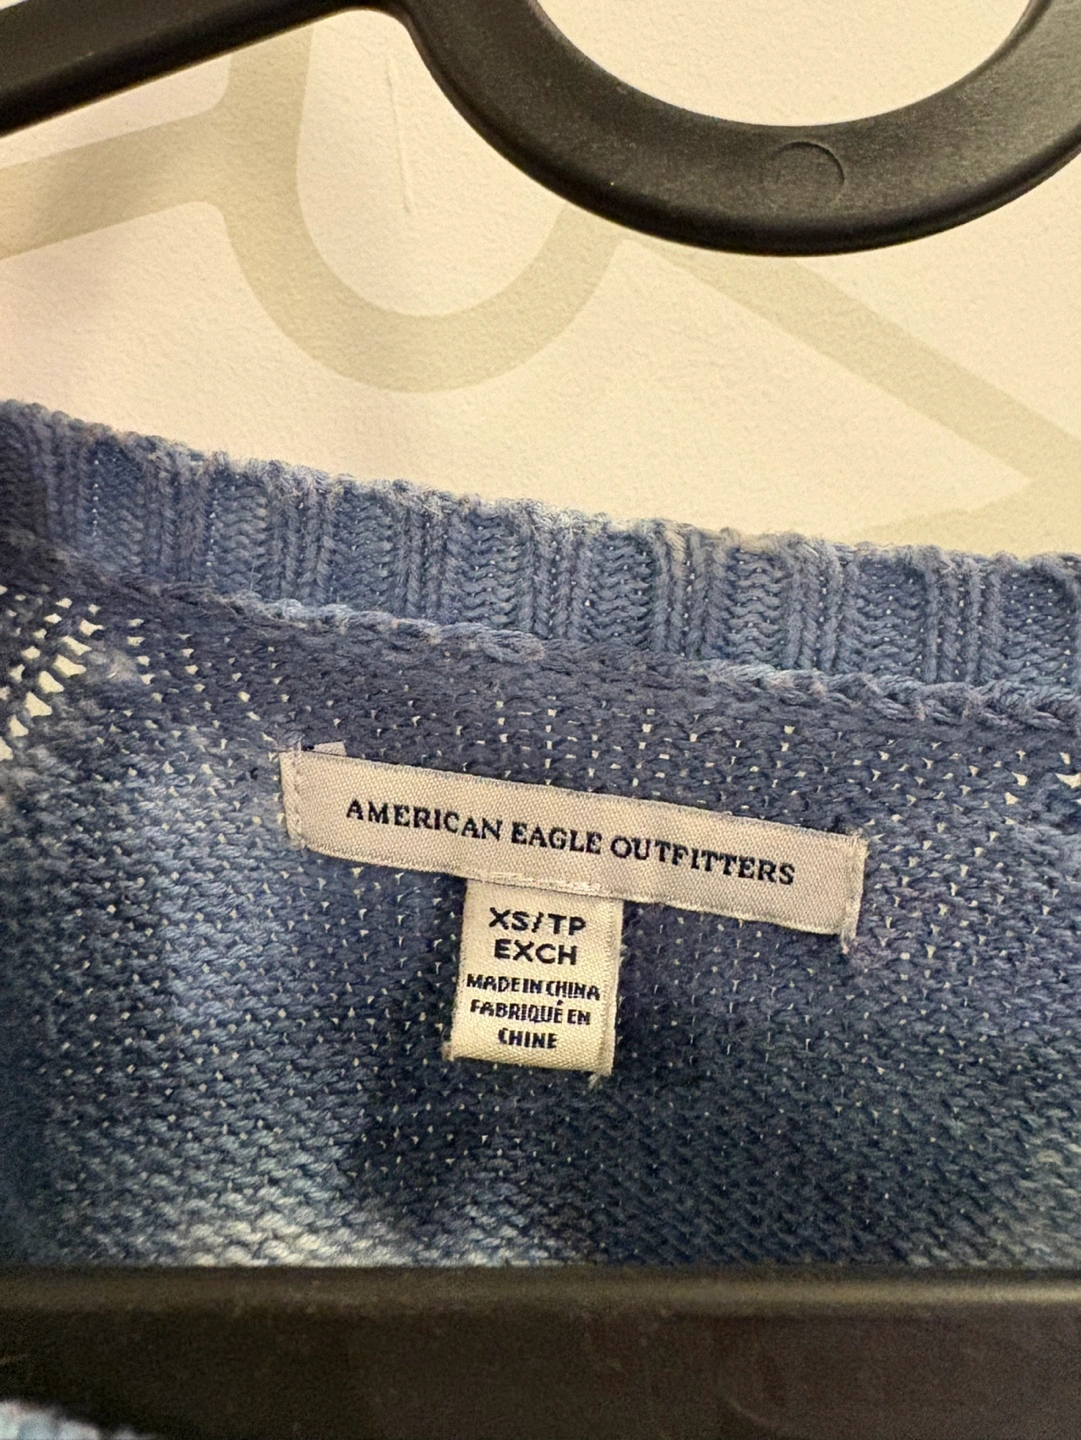 AMERICAN EAGLE OUTFITTERS
XS/TP
EXCH
MADE IN CHINA
FABRIQUÉ EN
CHINE